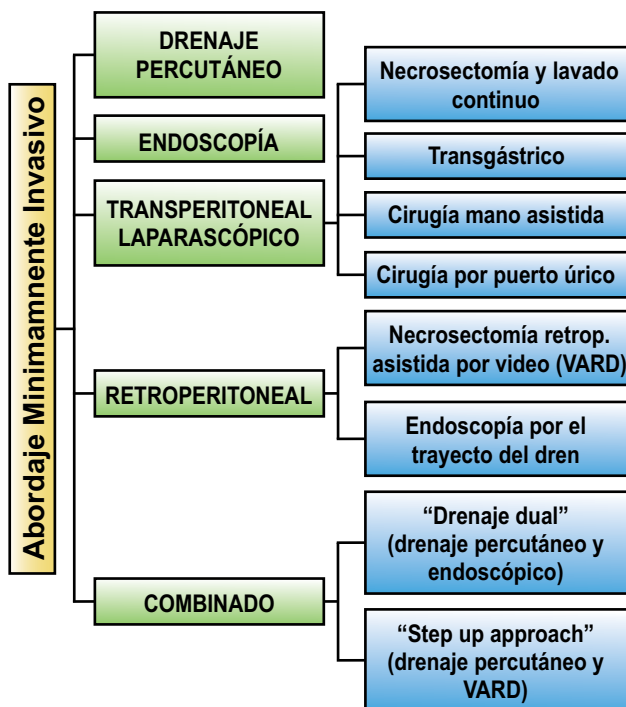 Abordaje Minimamnente Invasivo
DRENAJE
PERCUTÁNEO
ENDOSCOPÍA
TRANSPERITONEAL
LAPARASCÓPICO
Necrosectomía y lavado
continuo
Transgástrico
Cirugía mano asistida
Cirugía por puerto úrico
RETROPERITONEAL
Necrosectomía retrop.
asistida por video (VARD)
Endoscopía por el
trayecto del dren
COMBINADO
“Drenaje dual”
(drenaje percutáneo y
endoscópico)
“Step up approach”
(drenaje percutáneo y
VARD)